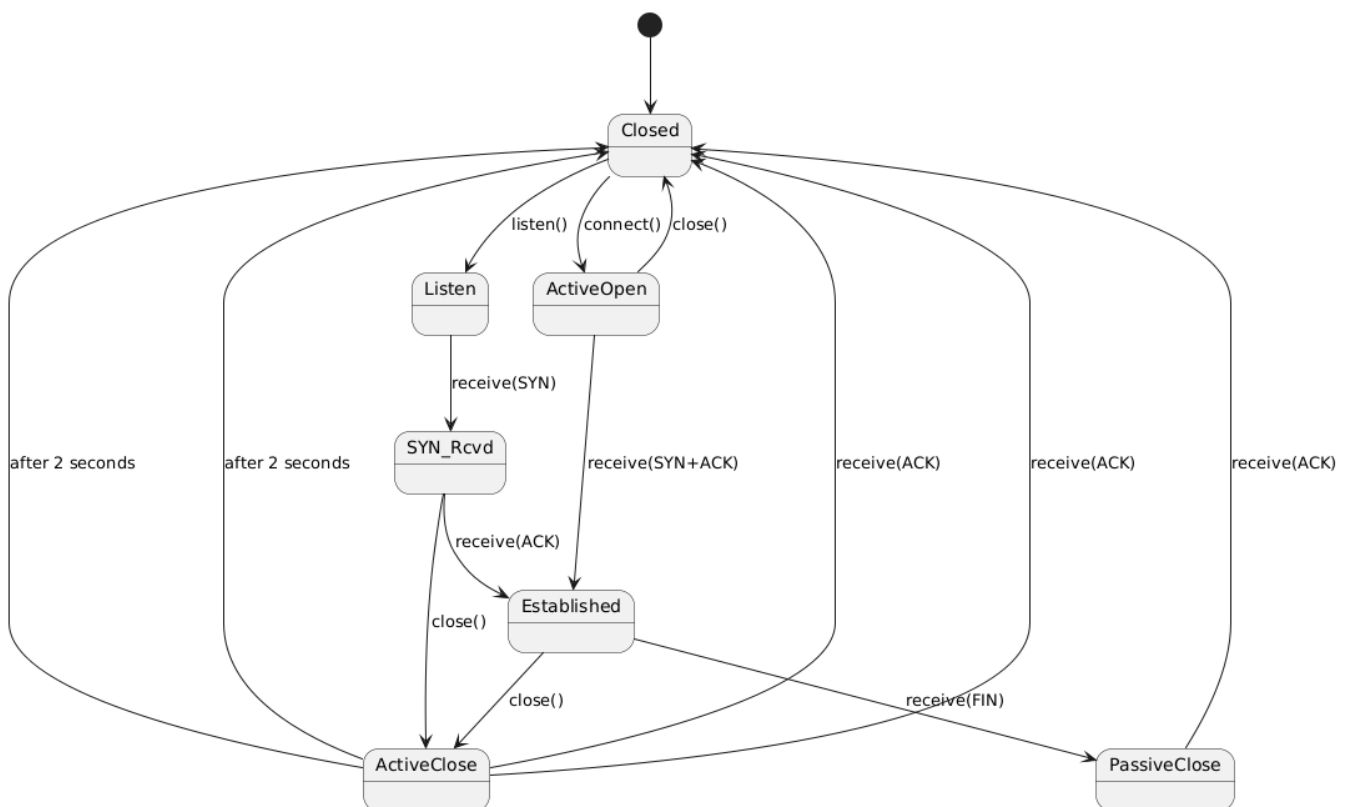 Closed
listen()
connect()
close()
Listen
ActiveOpen
receive(SYN)
SYN_Rcvd
after 2 seconds
after 2 seconds
receive(SYN+ACK)
receive(ACK)
receive(ACK)
receive(ACK)
receive(ACK)
Established
close()
close()
receive(FIN)
ActiveClose
PassiveClose